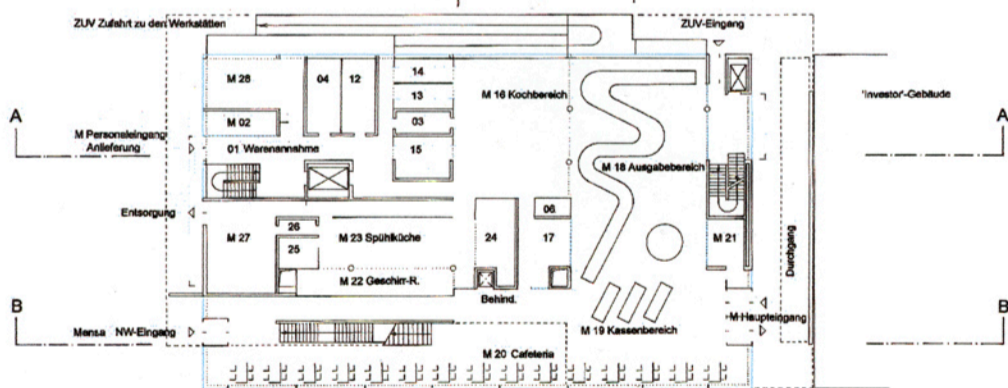 ZUV Zufahrt zu den Werkstätten
ZUV-Eingang
M 28
04
12
14
13
M 16 Kochbereich
'Investor'-Gebäude
A
M 02
03
A
M Personaleingang
Anlieferung
01 Warenannahme
15
M 18 Ausgabebereich
Entsorgung
06
26
M 27
M 23 Spühlküche
24
17
M 21
25
M 22 Geschirr-R.
Durchgang
Behind.
B
Mensa NW-Eingang
M 19 Kassenbereich
M Haupteingang
B
M 20 Cafeteria